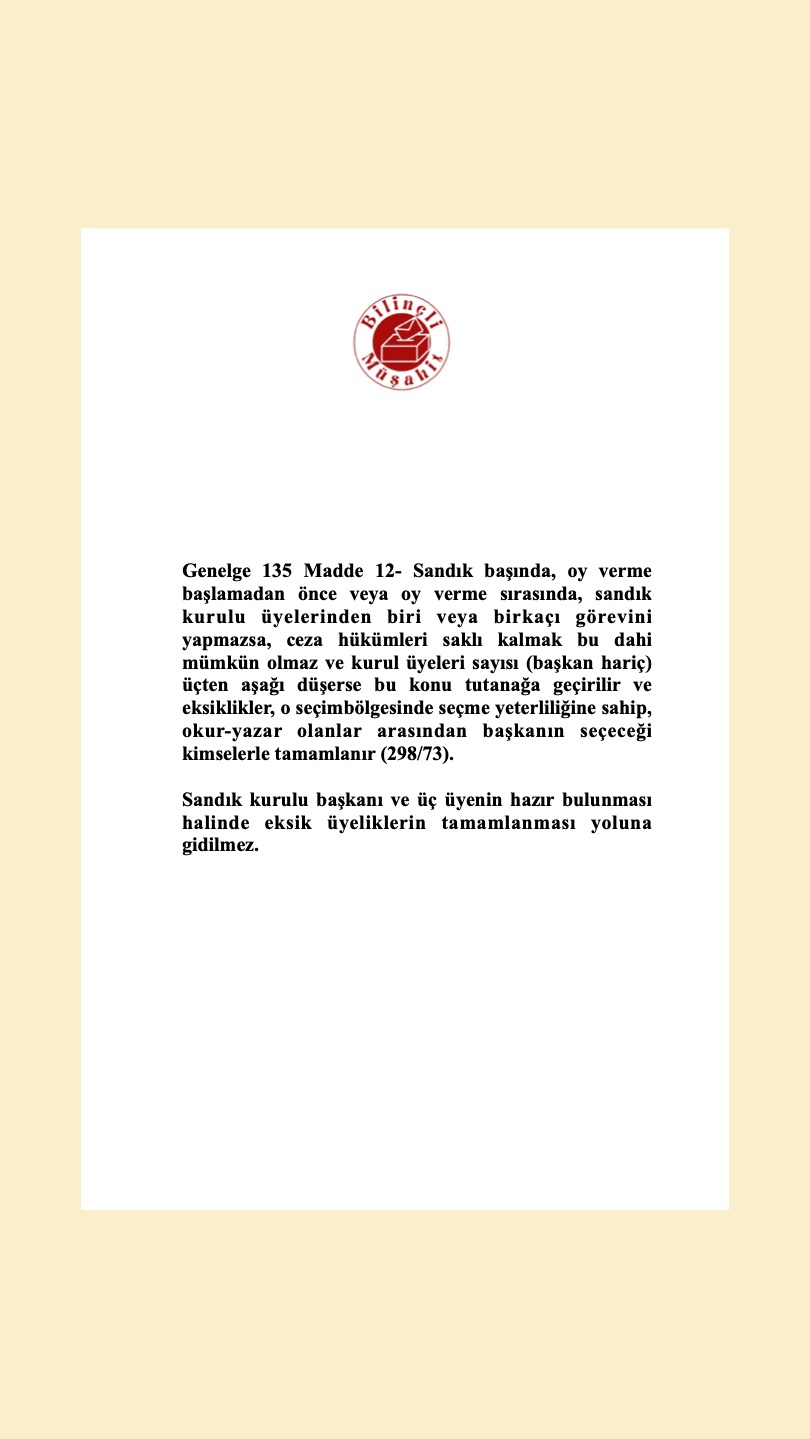 Bilinçli
Müşahit
Genelge 135 Madde 12- Sandık başında, oy verme
başlamadan önce veya oy verme sırasında, sandık
kurulu üyelerinden biri veya birkaçı görevini
yapmazsa, ceza hükümleri saklı kalmak bu dahi
mümkün olmaz ve kurul üyeleri sayısı (başkan hariç)
üçten aşağı düşerse bu konu tutanağa geçirilir ve
eksiklikler, o seçimbölgesinde seçme yeterliliğine sahip,
okur-yazar olanlar arasından başkanın seçeceği
kimselerle tamamlanır (298/73).
Sandık kurulu başkanı ve üç üyenin hazır bulunması
halinde eksik üyeliklerin tamamlanması yoluna
gidilmez.